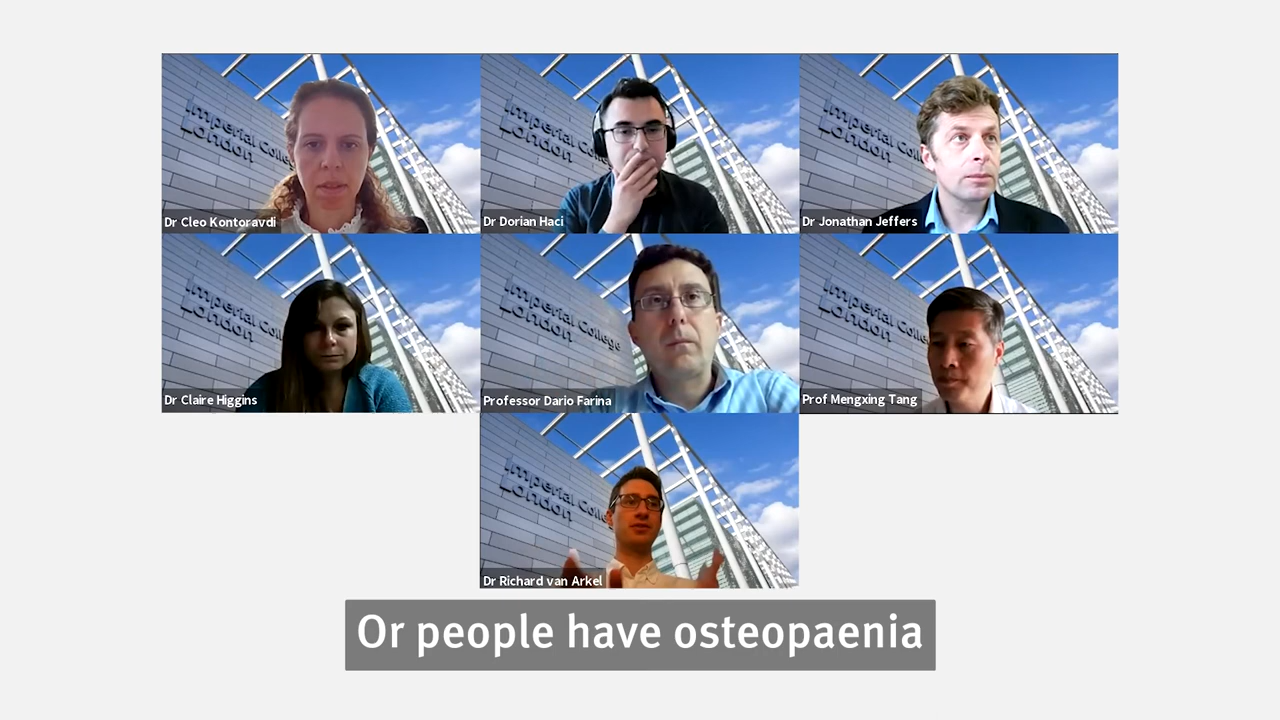 Imperial College
London
Dr Cleo Kontoravdi
Imperial College
London
Dr Dorian Haci
Imperial College
London
Dr Jonathan Jeffers
Imperial College
London
Dr Claire Higgins
Imperial College
London
Professor Dario Farina
Imperial College
London
Prof Mengxing Tang
Imperial College
London
Dr Richard van Arkel
Or people have osteopaenia